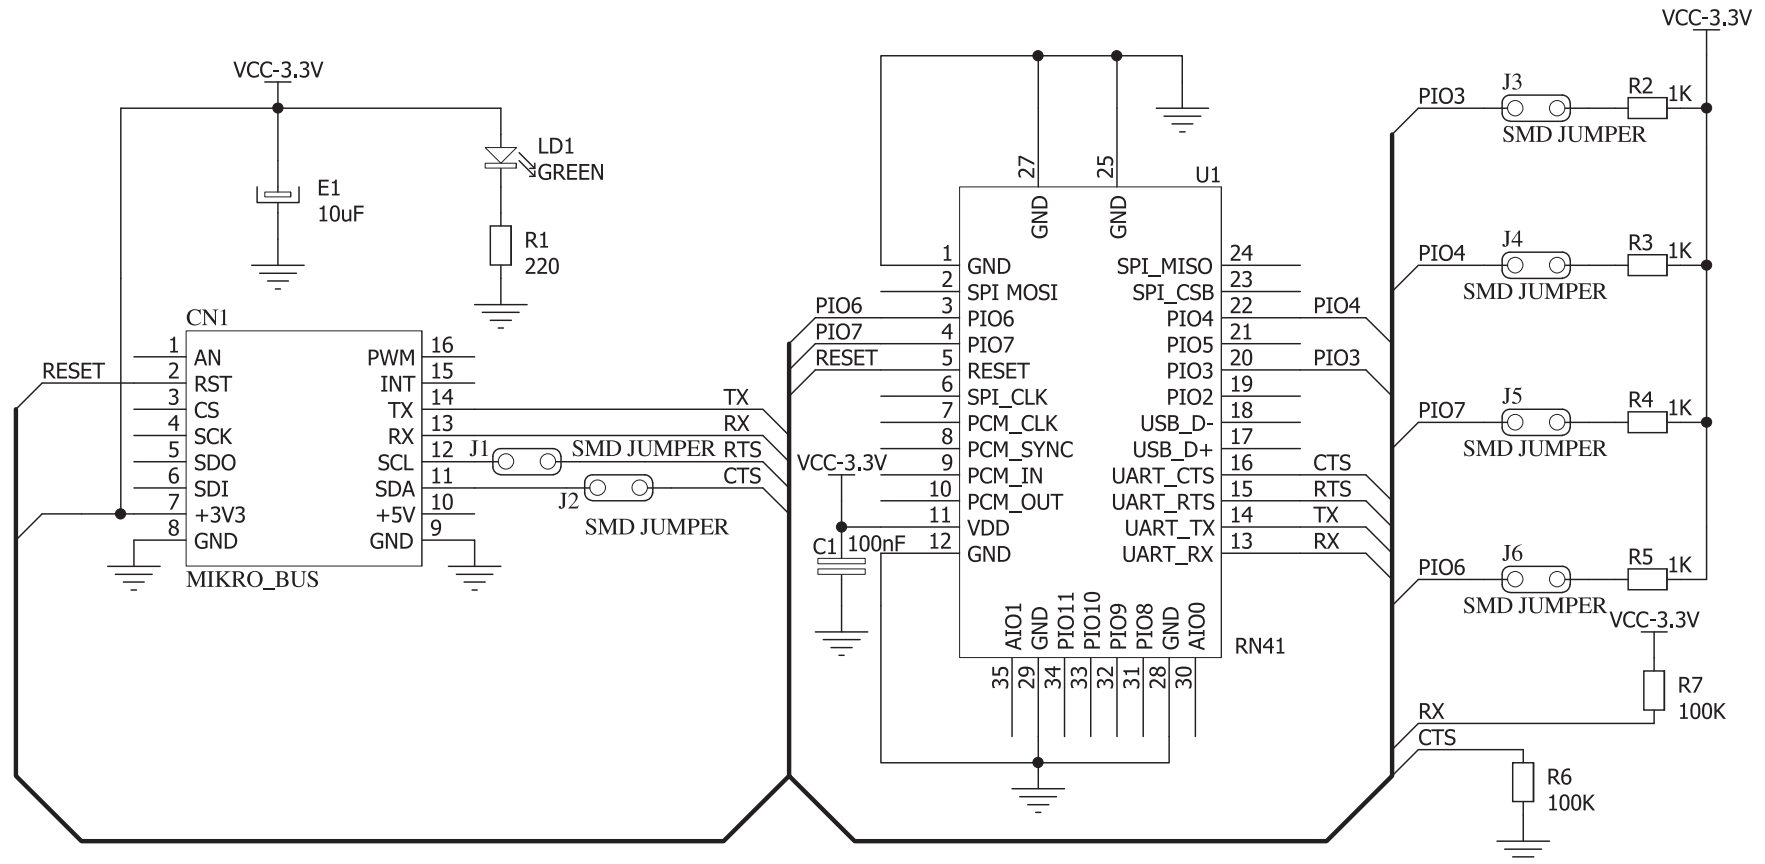 VCC-3.3V
VCC-3.3V
E1
10uF
LD1
GREEN
R1
220
CN1
RESET
1 AN
2 RST
3 CS
4 SCK
5 SDO
6 SDI
7 +3V3
8 GND
PWM 16
INT 15
TX 14
RX 13
SCL 12
SDA 11
+5V 10
GND 9
MIKRO_BUS
TX
RX
J1 SMD JUMPER RTS
CTS
J2
SMD JUMPER
27 GND
25 GND
U1
PIO6
PIO7
RESET
1 GND
2 SPI MOSI
3 PIO6
4 PIO7
5 RESET
6 SPI_CLK
7 PCM_CLK
8 PCM_SYNC
9 PCM_IN
10 PCM_OUT
11 VDD
12 GND
VCC-3.3V
C1 100nF
SPI_MISO 24
SPI_CSB 23
PIO4 22 PIO4
PIO5 21
PIO3 20 PIO3
PIO2 19
USB_D- 18
USB_D+ 17
UART_CTS 16 CTS
UART_RTS 15 RTS
UART_TX 14 TX
UART_RX 13 RX
AIO1 35
GND 29
PIO11 34
PIO10 33
PIO9 32
PIO8 31
GND 28
AIO0 30
RN41
PIO3 J3 R2 1K
SMD JUMPER
PIO4 J4 R3 1K
SMD JUMPER
PIO7 J5 R4 1K
SMD JUMPER
PIO6 J6 R5 1K
SMD JUMPER
VCC-3.3V
R7
100K
RX
CTS
R6
100K